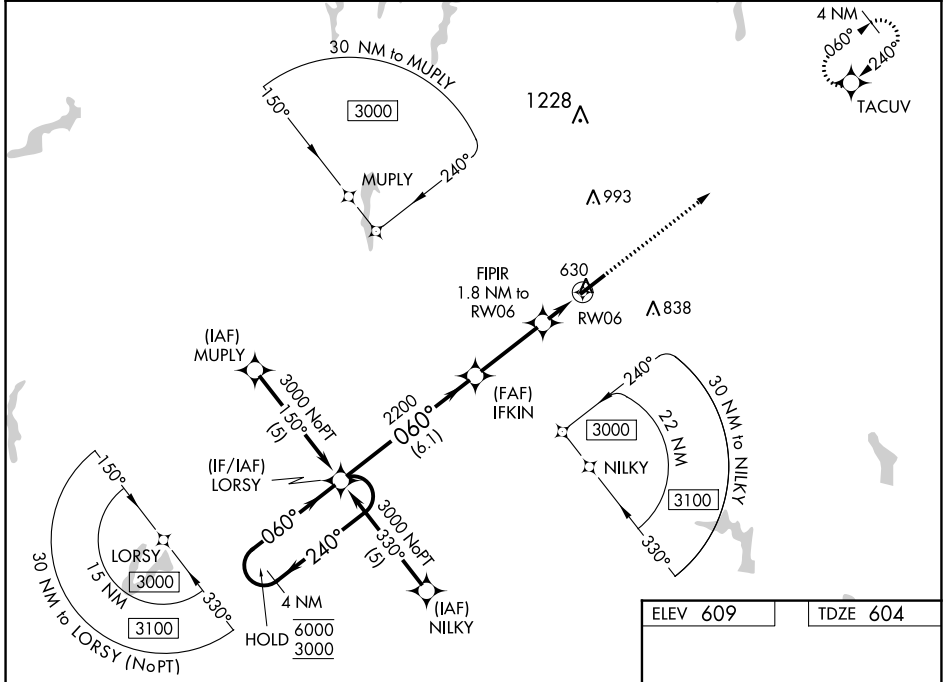 4 NM
060°
240°
TACUV
30 NM to MUPLY
150°
3000
240°
MUPLY
1228
993
FIPIR
1.8 NM to
RW06
630
RW06
838
(IAF)
MUPLY
3000 NoPT
150°
(5)
2200
060°
(6.1)
(FAF)
IFKIN
240°
30 NM to NILKY
3000
22 NM
NILKY
3100
330°
(IF/IAF)
LORSY
060°
240°
3000 NoPT
330°
(5)
150°
LORSY
3000
15 NM
330°
3100
30 NM to LORSY (NoPT)
HOLD
4 NM
6000
3000
(IAF)
NILKY
ELEV 609
TDZE 604